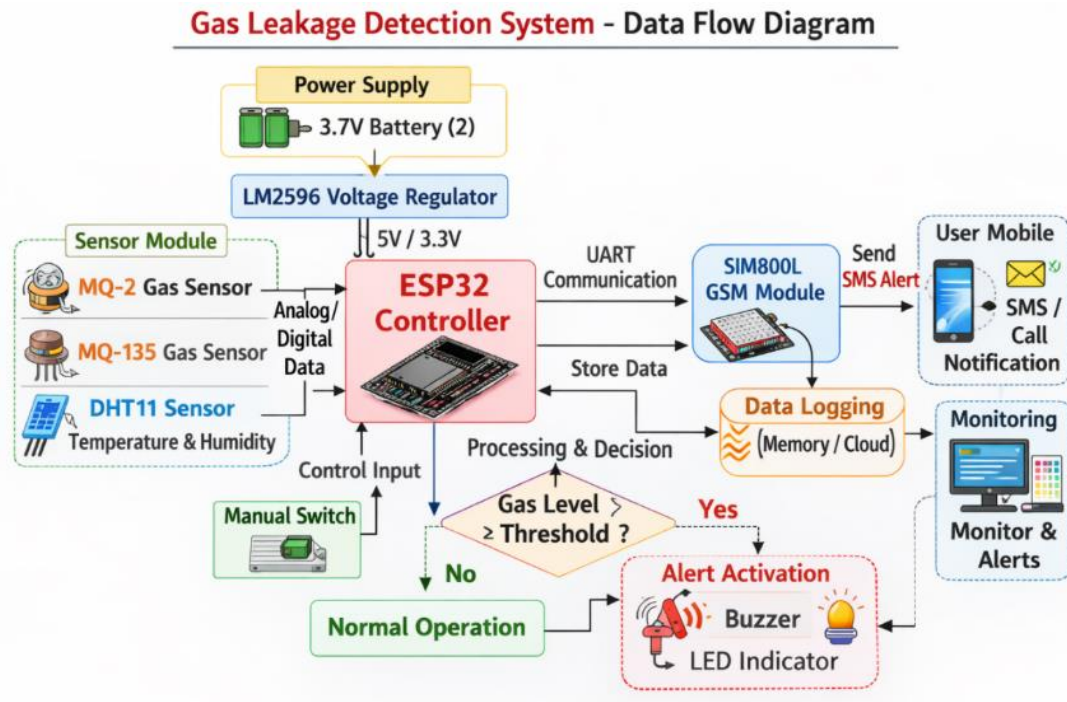 Gas Leakage Detection System - Data Flow Diagram
Power Supply
3.7V Battery (2)
LM2596 Voltage Regulator
5V / 3.3V
Sensor Module
MQ-2 Gas Sensor
MQ-135 Gas Sensor
DHT11 Sensor
Temperature & Humidity
Analog/
Digital
Data
ESP32
Controller
UART
Communication
Store Data
SIM800L
GSM Module
Send
SMS Alert
User Mobile
SMS /
Call
Notification
Data Logging
(Memory / Cloud)
Monitoring
Monitor &
Alerts
Control Input
Manual Switch
Processing & Decision
Gas Level >
≥ Threshold ?
Yes
No
Normal Operation
Alert Activation
Buzzer
LED Indicator